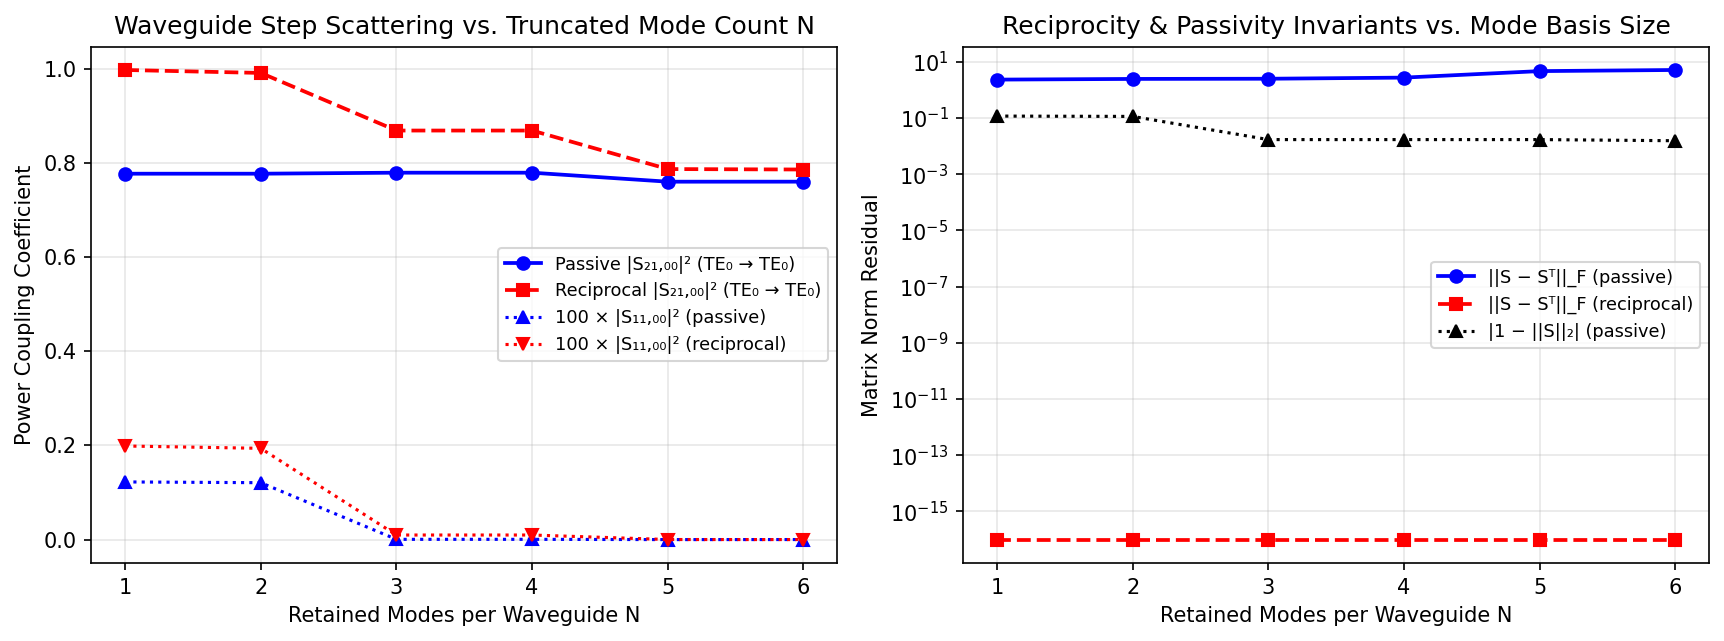 Waveguide Step Scattering vs. Truncated Mode Count N
Power Coupling Coefficient
1.0
0.8
0.6
0.4
0.2
0.0
Passive |S₂₁,₀₀|² (TE₀ → TE₀)
Reciprocal |S₂₁,₀₀|² (TE₀ → TE₀)
100 × |S₁₁,₀₀|² (passive)
100 × |S₁₁,₀₀|² (reciprocal)
1 2 3 4 5 6
Retained Modes per Waveguide N
Reciprocity & Passivity Invariants vs. Mode Basis Size
Matrix Norm Residual
10¹
10⁻¹
10⁻³
10⁻⁵
10⁻⁷
10⁻⁹
10⁻¹¹
10⁻¹³
10⁻¹⁵
||S − Sᵀ||_F (passive)
||S − Sᵀ||_F (reciprocal)
|1 − ||S||₂| (passive)
1 2 3 4 5 6
Retained Modes per Waveguide N